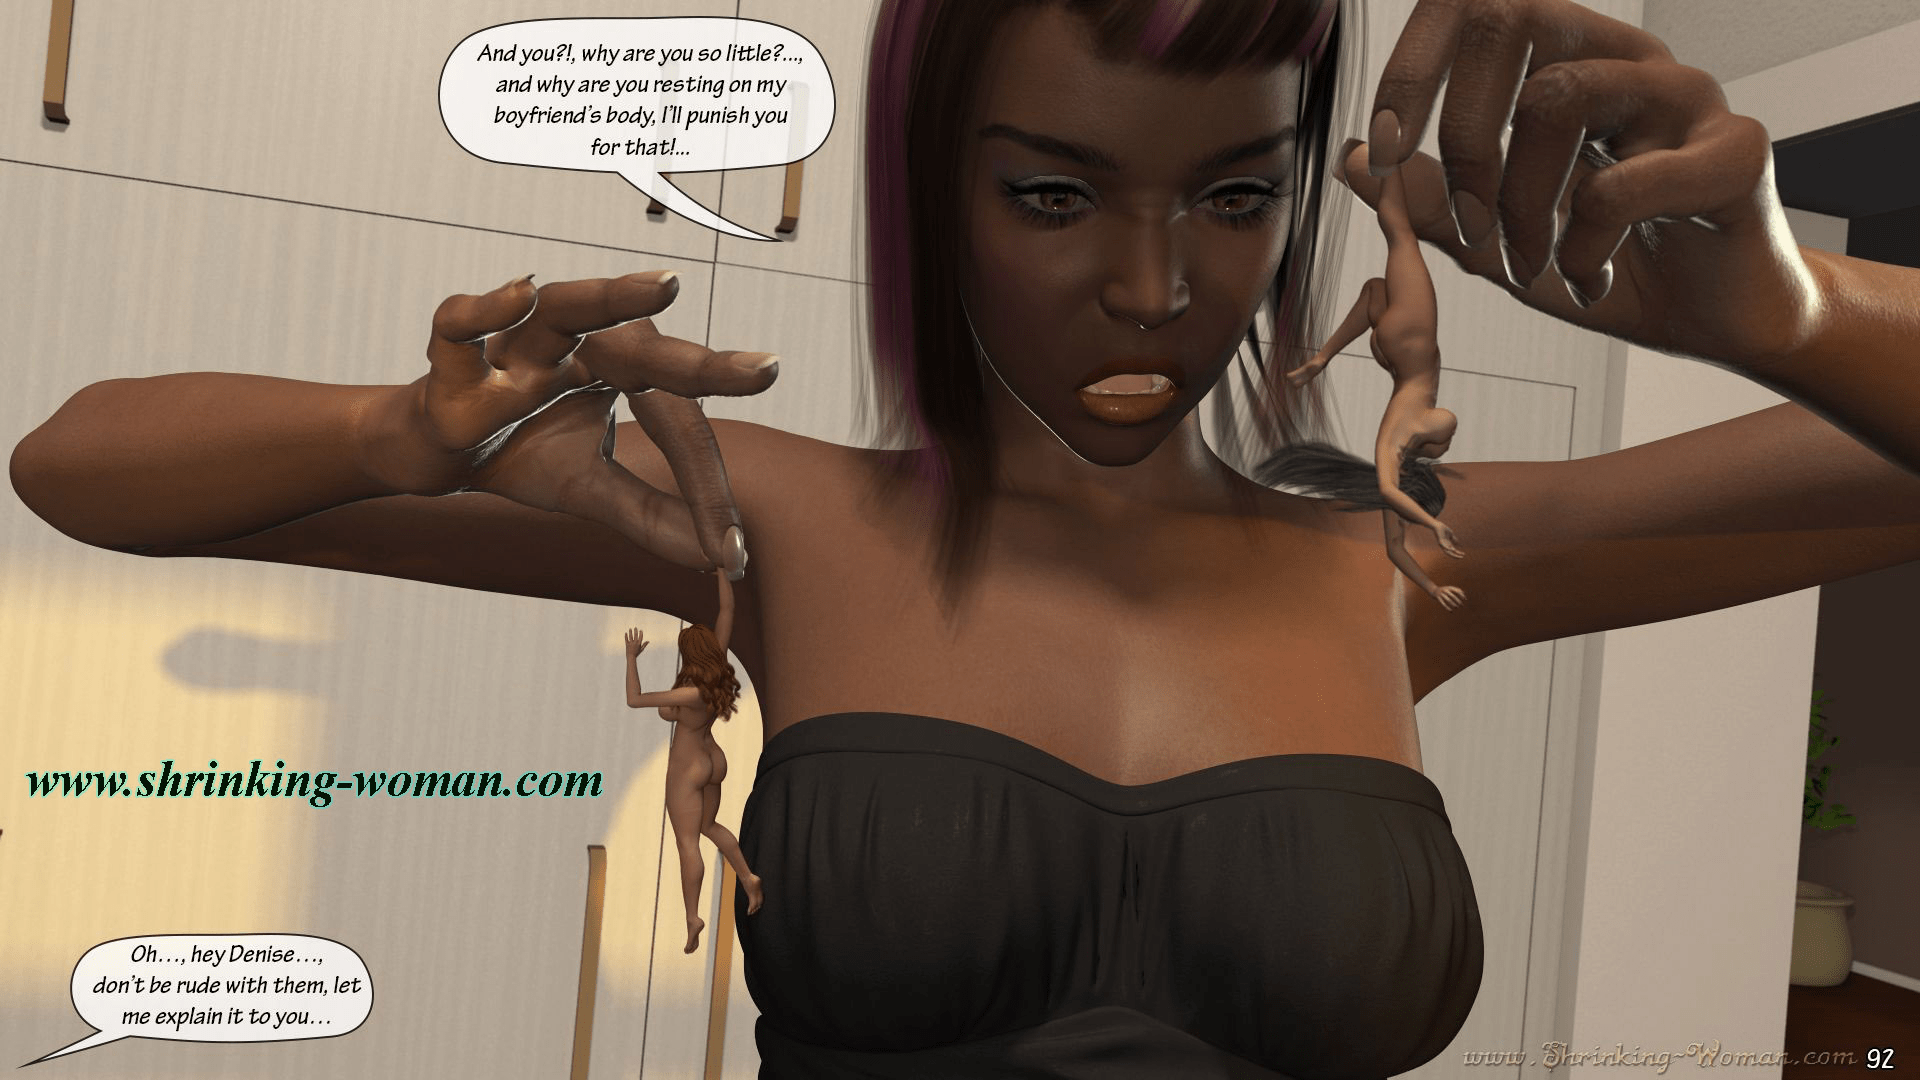 And you?!, why are you so little?...,
and why are you resting on my
boyfriend's body, I'll punish you
for that!...
www.shrinking-woman.com
Oh..., hey Denise...,
don't be rude with them, let
me explain it to you...
www.Shrinking-Woman.com 92